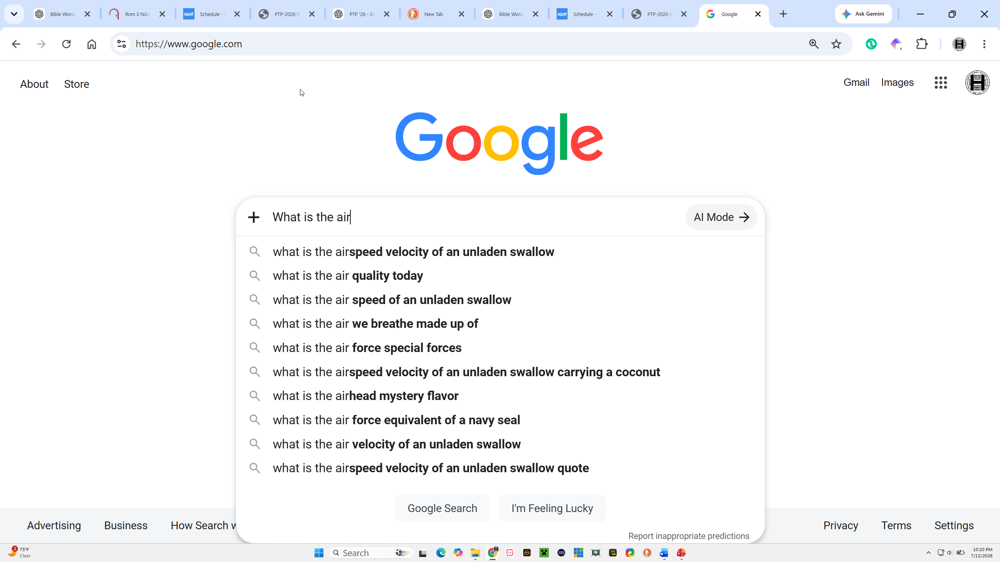 Bible Words
Rom 3 NAS
Schedule -
PTP-2026-B
PTP '26 - Bi
New Tab
Bible Words
Schedule -
PTP-2026-B
Google
Ask Gemini
https://www.google.com
About Store
Gmail Images
Google
What is the air
AI Mode
what is the airspeed velocity of an unladen swallow
what is the air quality today
what is the air speed of an unladen swallow
what is the air we breathe made up of
what is the air force special forces
what is the airspeed velocity of an unladen swallow carrying a coconut
what is the airhead mystery flavor
what is the air force equivalent of a navy seal
what is the air velocity of an unladen swallow
what is the airspeed velocity of an unladen swallow quote
Google Search I'm Feeling Lucky
Report inappropriate predictions
Advertising Business How Search w
Privacy Terms Settings
2
75°F
Clear
Search
10:20 PM
7/12/2026